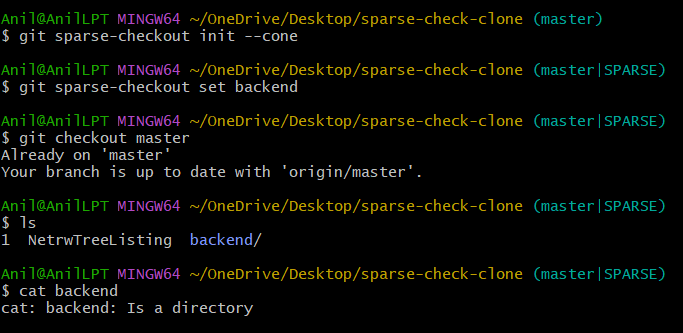 Anil@AnilLPT MINGW64 ~/OneDrive/Desktop/sparse-check-clone (master)
$ git sparse-checkout init --cone
Anil@AnilLPT MINGW64 ~/OneDrive/Desktop/sparse-check-clone (master|SPARSE)
$ git sparse-checkout set backend
Anil@AnilLPT MINGW64 ~/OneDrive/Desktop/sparse-check-clone (master|SPARSE)
$ git checkout master
Already on 'master'
Your branch is up to date with 'origin/master'.
Anil@AnilLPT MINGW64 ~/OneDrive/Desktop/sparse-check-clone (master|SPARSE)
$ ls
1  NetrwTreeListing  backend/
Anil@AnilLPT MINGW64 ~/OneDrive/Desktop/sparse-check-clone (master|SPARSE)
$ cat backend
cat: backend: Is a directory